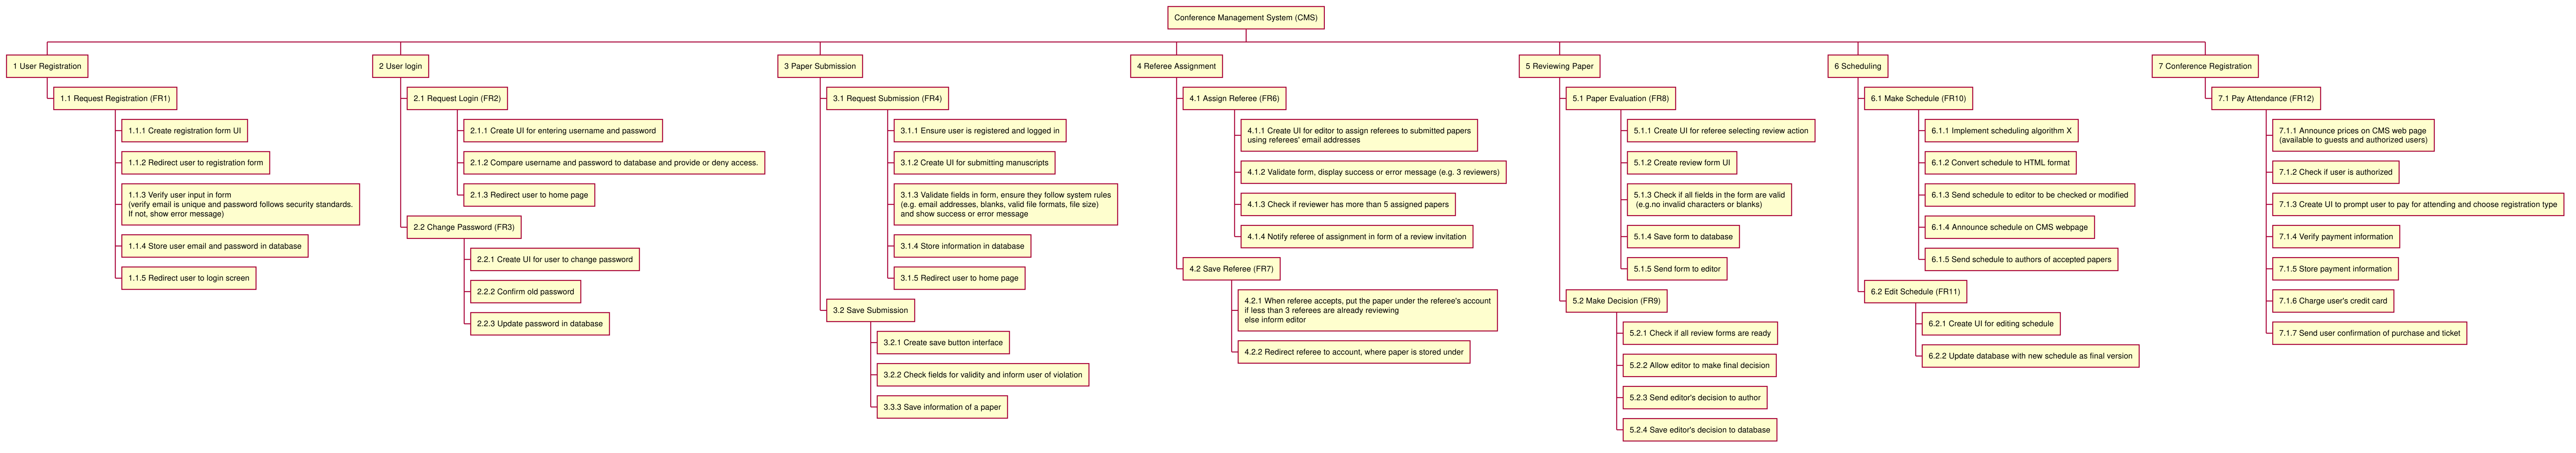 Conference Management System (CMS)
1 User Registration
1.1 Request Registration (FR1)
1.1.1 Create registration form UI
1.1.2 Redirect user to registration form
1.1.3 Verify user input in form
(verify email is unique and password follows security standards.
If not, show error message)
1.1.4 Store user email and password in database
1.1.5 Redirect user to login screen
2 User login
2.1 Request Login (FR2)
2.1.1 Create UI for entering username and password
2.1.2 Compare username and password to database and provide or deny access.
2.1.3 Redirect user to home page
2.2 Change Password (FR3)
2.2.1 Create UI for user to change password
2.2.2 Confirm old password
2.2.3 Update password in database
3 Paper Submission
3.1 Request Submission (FR4)
3.1.1 Ensure user is registered and logged in
3.1.2 Create UI for submitting manuscripts
3.1.3 Validate fields in form, ensure they follow system rules
(e.g. email addresses, blanks, valid file formats, file size)
and show success or error message
3.1.4 Store information in database
3.1.5 Redirect user to home page
3.2 Save Submission
3.2.1 Create save button interface
3.2.2 Check fields for validity and inform user of violation
3.3.3 Save information of a paper
4 Referee Assignment
4.1 Assign Referee (FR6)
4.1.1 Create UI for editor to assign referees to submitted papers
using referees' email addresses
4.1.2 Validate form, display success or error message (e.g. 3 reviewers)
4.1.3 Check if reviewer has more than 5 assigned papers
4.1.4 Notify referee of assignment in form of a review invitation
4.2 Save Referee (FR7)
4.2.1 When referee accepts, put the paper under the referee's account
if less than 3 referees are already reviewing
else inform editor
4.2.2 Redirect referee to account, where paper is stored under
5 Reviewing Paper
5.1 Paper Evaluation (FR8)
5.1.1 Create UI for referee selecting review action
5.1.2 Create review form UI
5.1.3 Check if all fields in the form are valid
(e.g.no invalid characters or blanks)
5.1.4 Save form to database
5.1.5 Send form to editor
5.2 Make Decision (FR9)
5.2.1 Check if all review forms are ready
5.2.2 Allow editor to make final decision
5.2.3 Send editor's decision to author
5.2.4 Save editor's decision to database
6 Scheduling
6.1 Make Schedule (FR10)
6.1.1 Implement scheduling algorithm X
6.1.2 Convert schedule to HTML format
6.1.3 Send schedule to editor to be checked or modified
6.1.4 Announce schedule on CMS webpage
6.1.5 Send schedule to authors of accepted papers
6.2 Edit Schedule (FR11)
6.2.1 Create UI for editing schedule
6.2.2 Update database with new schedule as final version
7 Conference Registration
7.1 Pay Attendance (FR12)
7.1.1 Announce prices on CMS web page
(available to guests and authorized users)
7.1.2 Check if user is authorized
7.1.3 Create UI to prompt user to pay for attending and choose registration type
7.1.4 Verify payment information
7.1.5 Store payment information
7.1.6 Charge user's credit card
7.1.7 Send user confirmation of purchase and ticket